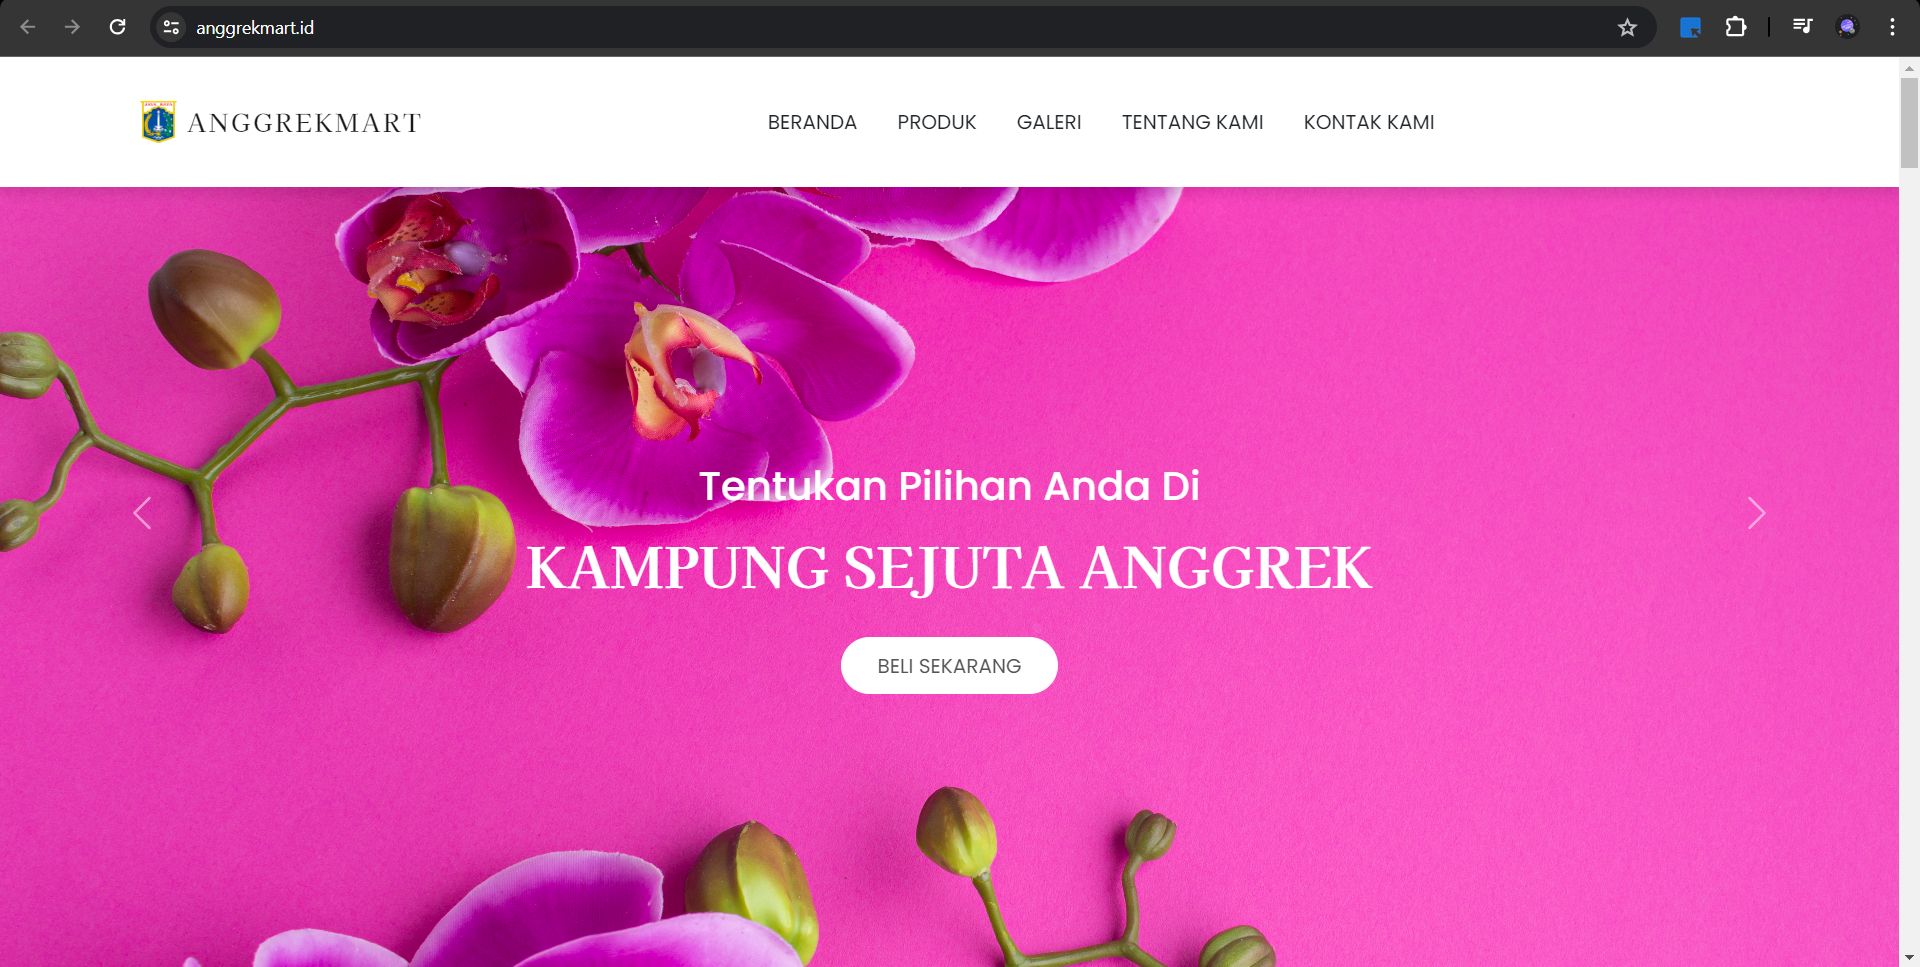 anggrekmart.id
ANGGREKMART
BERANDA PRODUK GALERI TENTANG KAMI KONTAK KAMI
Tentukan Pilihan Anda Di
KAMPUNG SEJUTA ANGGREK
BELI SEKARANG